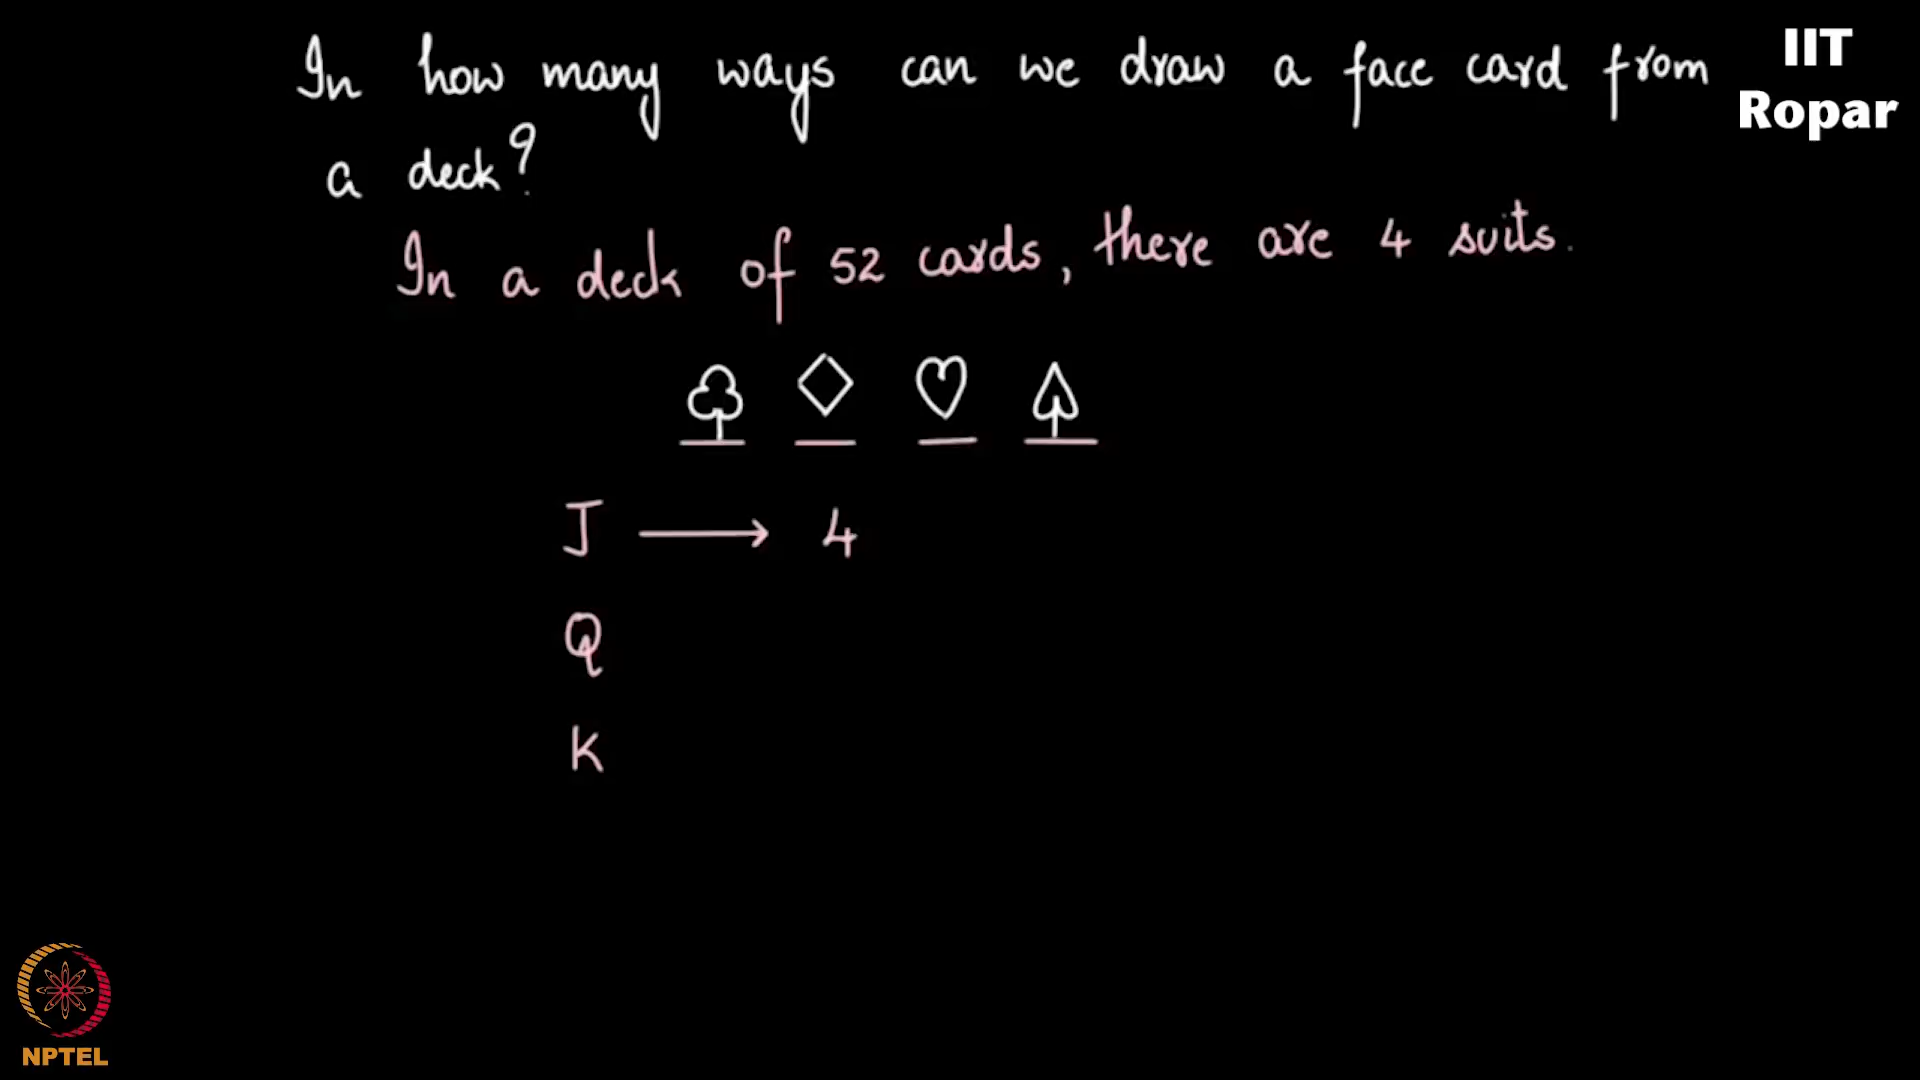 In how many ways can we draw a face card from
a deck?
In a deck of 52 cards, there are 4 suits.
J → 4
Q
K
IIT
Ropar
NPTEL